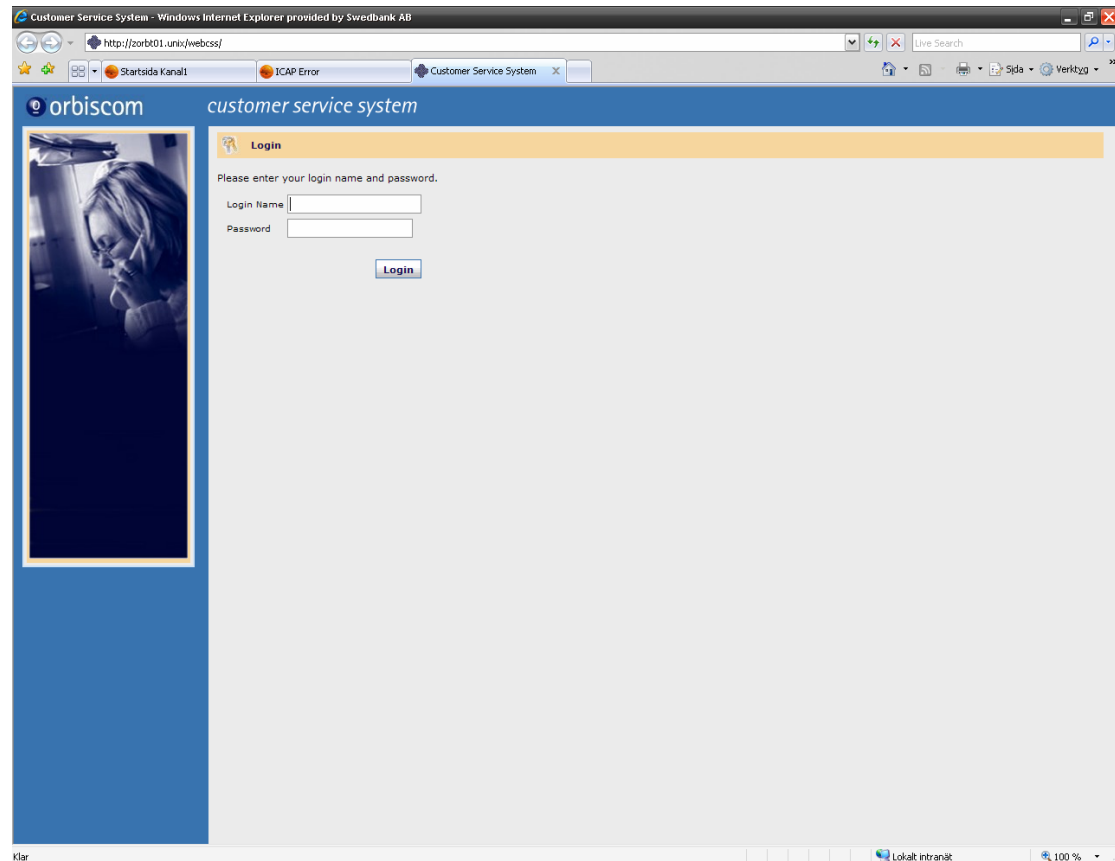 Customer Service System - Windows Internet Explorer provided by Swedbank AB
http://zorbt01.unix/webcss/
Live Search
Startsida Kanal1
ICAP Error
Customer Service System
Sida
Verktyg
orbiscom
customer service system
Login
Please enter your login name and password.
Login Name
Password
Login
Klar
Lokalt intranät
100 %